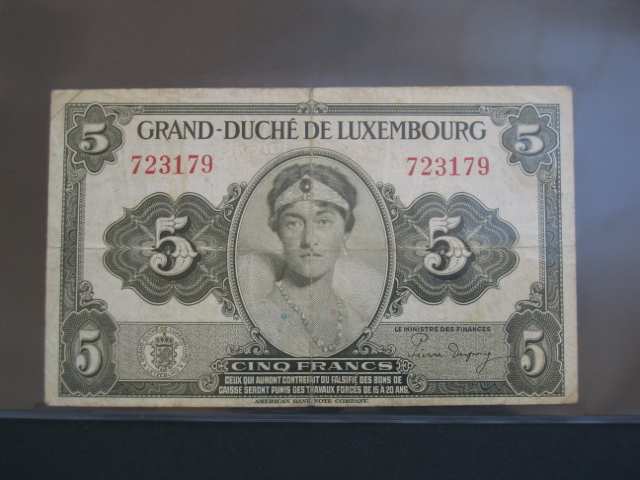 5 GRAND-DUCHÉ DE LUXEMBOURG 5
723179 723179
5 5
LE MINISTRE DES FINANCES
Pierre Dupong
5 CINQ FRANCS 5
CEUX QUI AURONT CONTREFAIT OU FALSIFIÉ DES BONS DE
CAISSE SERONT PUNIS DES TRAVAUX FORCÉS DE 15 À 20 ANS.
AMERICAN BANK NOTE COMPANY.